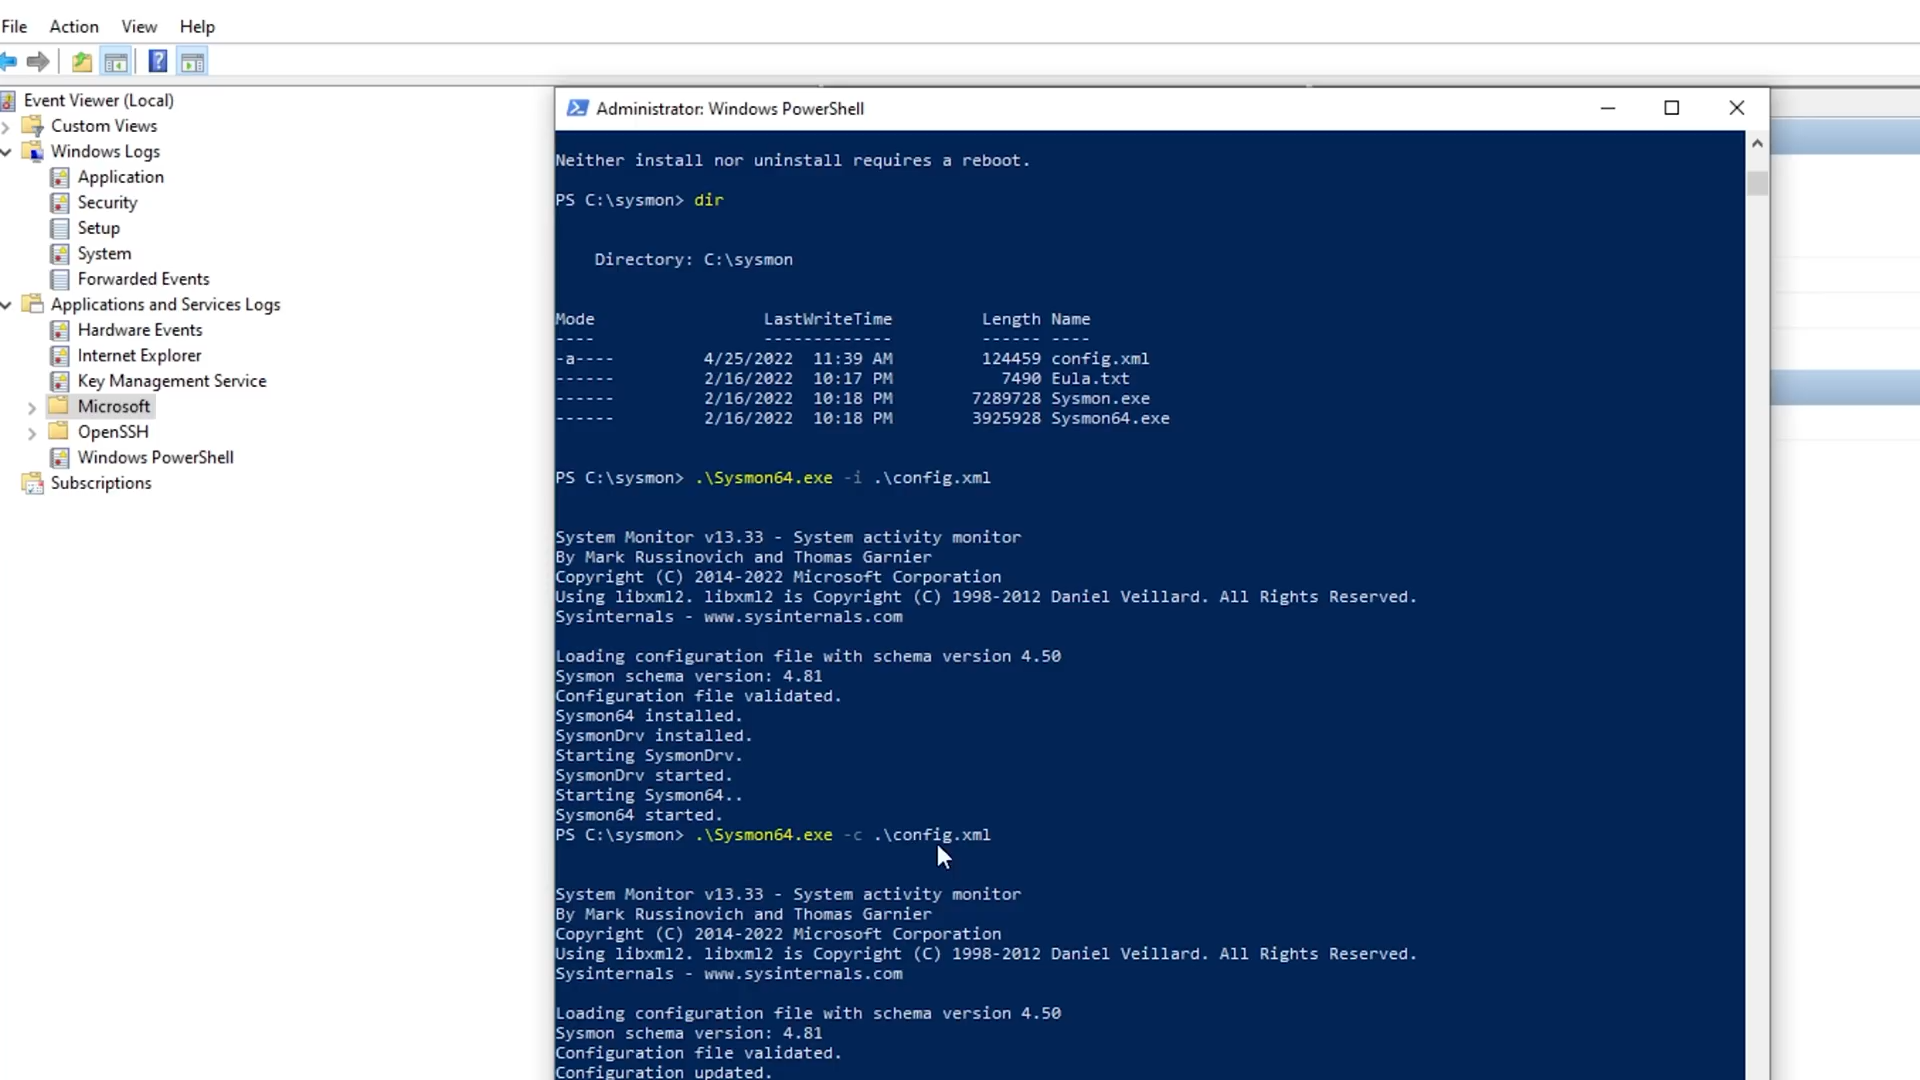 File Action View Help
Event Viewer (Local)
Custom Views
Windows Logs
Application
Security
Setup
System
Forwarded Events
Applications and Services Logs
Hardware Events
Internet Explorer
Key Management Service
Microsoft
OpenSSH
Windows PowerShell
Subscriptions
Administrator: Windows PowerShell
Neither install nor uninstall requires a reboot.
PS C:\sysmon> dir
Directory: C:\sysmon
Mode LastWriteTime Length Name
---- ------------- ------ ----
-a---- 4/25/2022 11:39 AM 124459 config.xml
------ 2/16/2022 10:17 PM 7490 Eula.txt
------ 2/16/2022 10:18 PM 7289728 Sysmon.exe
------ 2/16/2022 10:18 PM 3925928 Sysmon64.exe
PS C:\sysmon> .\Sysmon64.exe -i .\config.xml
System Monitor v13.33 - System activity monitor
By Mark Russinovich and Thomas Garnier
Copyright (C) 2014-2022 Microsoft Corporation
Using libxml2. libxml2 is Copyright (C) 1998-2012 Daniel Veillard. All Rights Reserved.
Sysinternals - www.sysinternals.com
Loading configuration file with schema version 4.50
Sysmon schema version: 4.81
Configuration file validated.
Sysmon64 installed.
SysmonDrv installed.
Starting SysmonDrv.
SysmonDrv started.
Starting Sysmon64..
Sysmon64 started.
PS C:\sysmon> .\Sysmon64.exe -c .\config.xml
System Monitor v13.33 - System activity monitor
By Mark Russinovich and Thomas Garnier
Copyright (C) 2014-2022 Microsoft Corporation
Using libxml2. libxml2 is Copyright (C) 1998-2012 Daniel Veillard. All Rights Reserved.
Sysinternals - www.sysinternals.com
Loading configuration file with schema version 4.50
Sysmon schema version: 4.81
Configuration file validated.
Configuration updated.